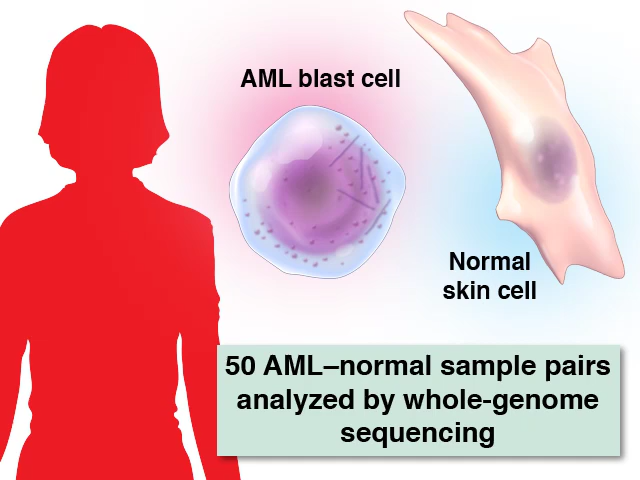 AML blast cell
Normal
skin cell
50 AML–normal sample pairs
analyzed by whole-genome
sequencing